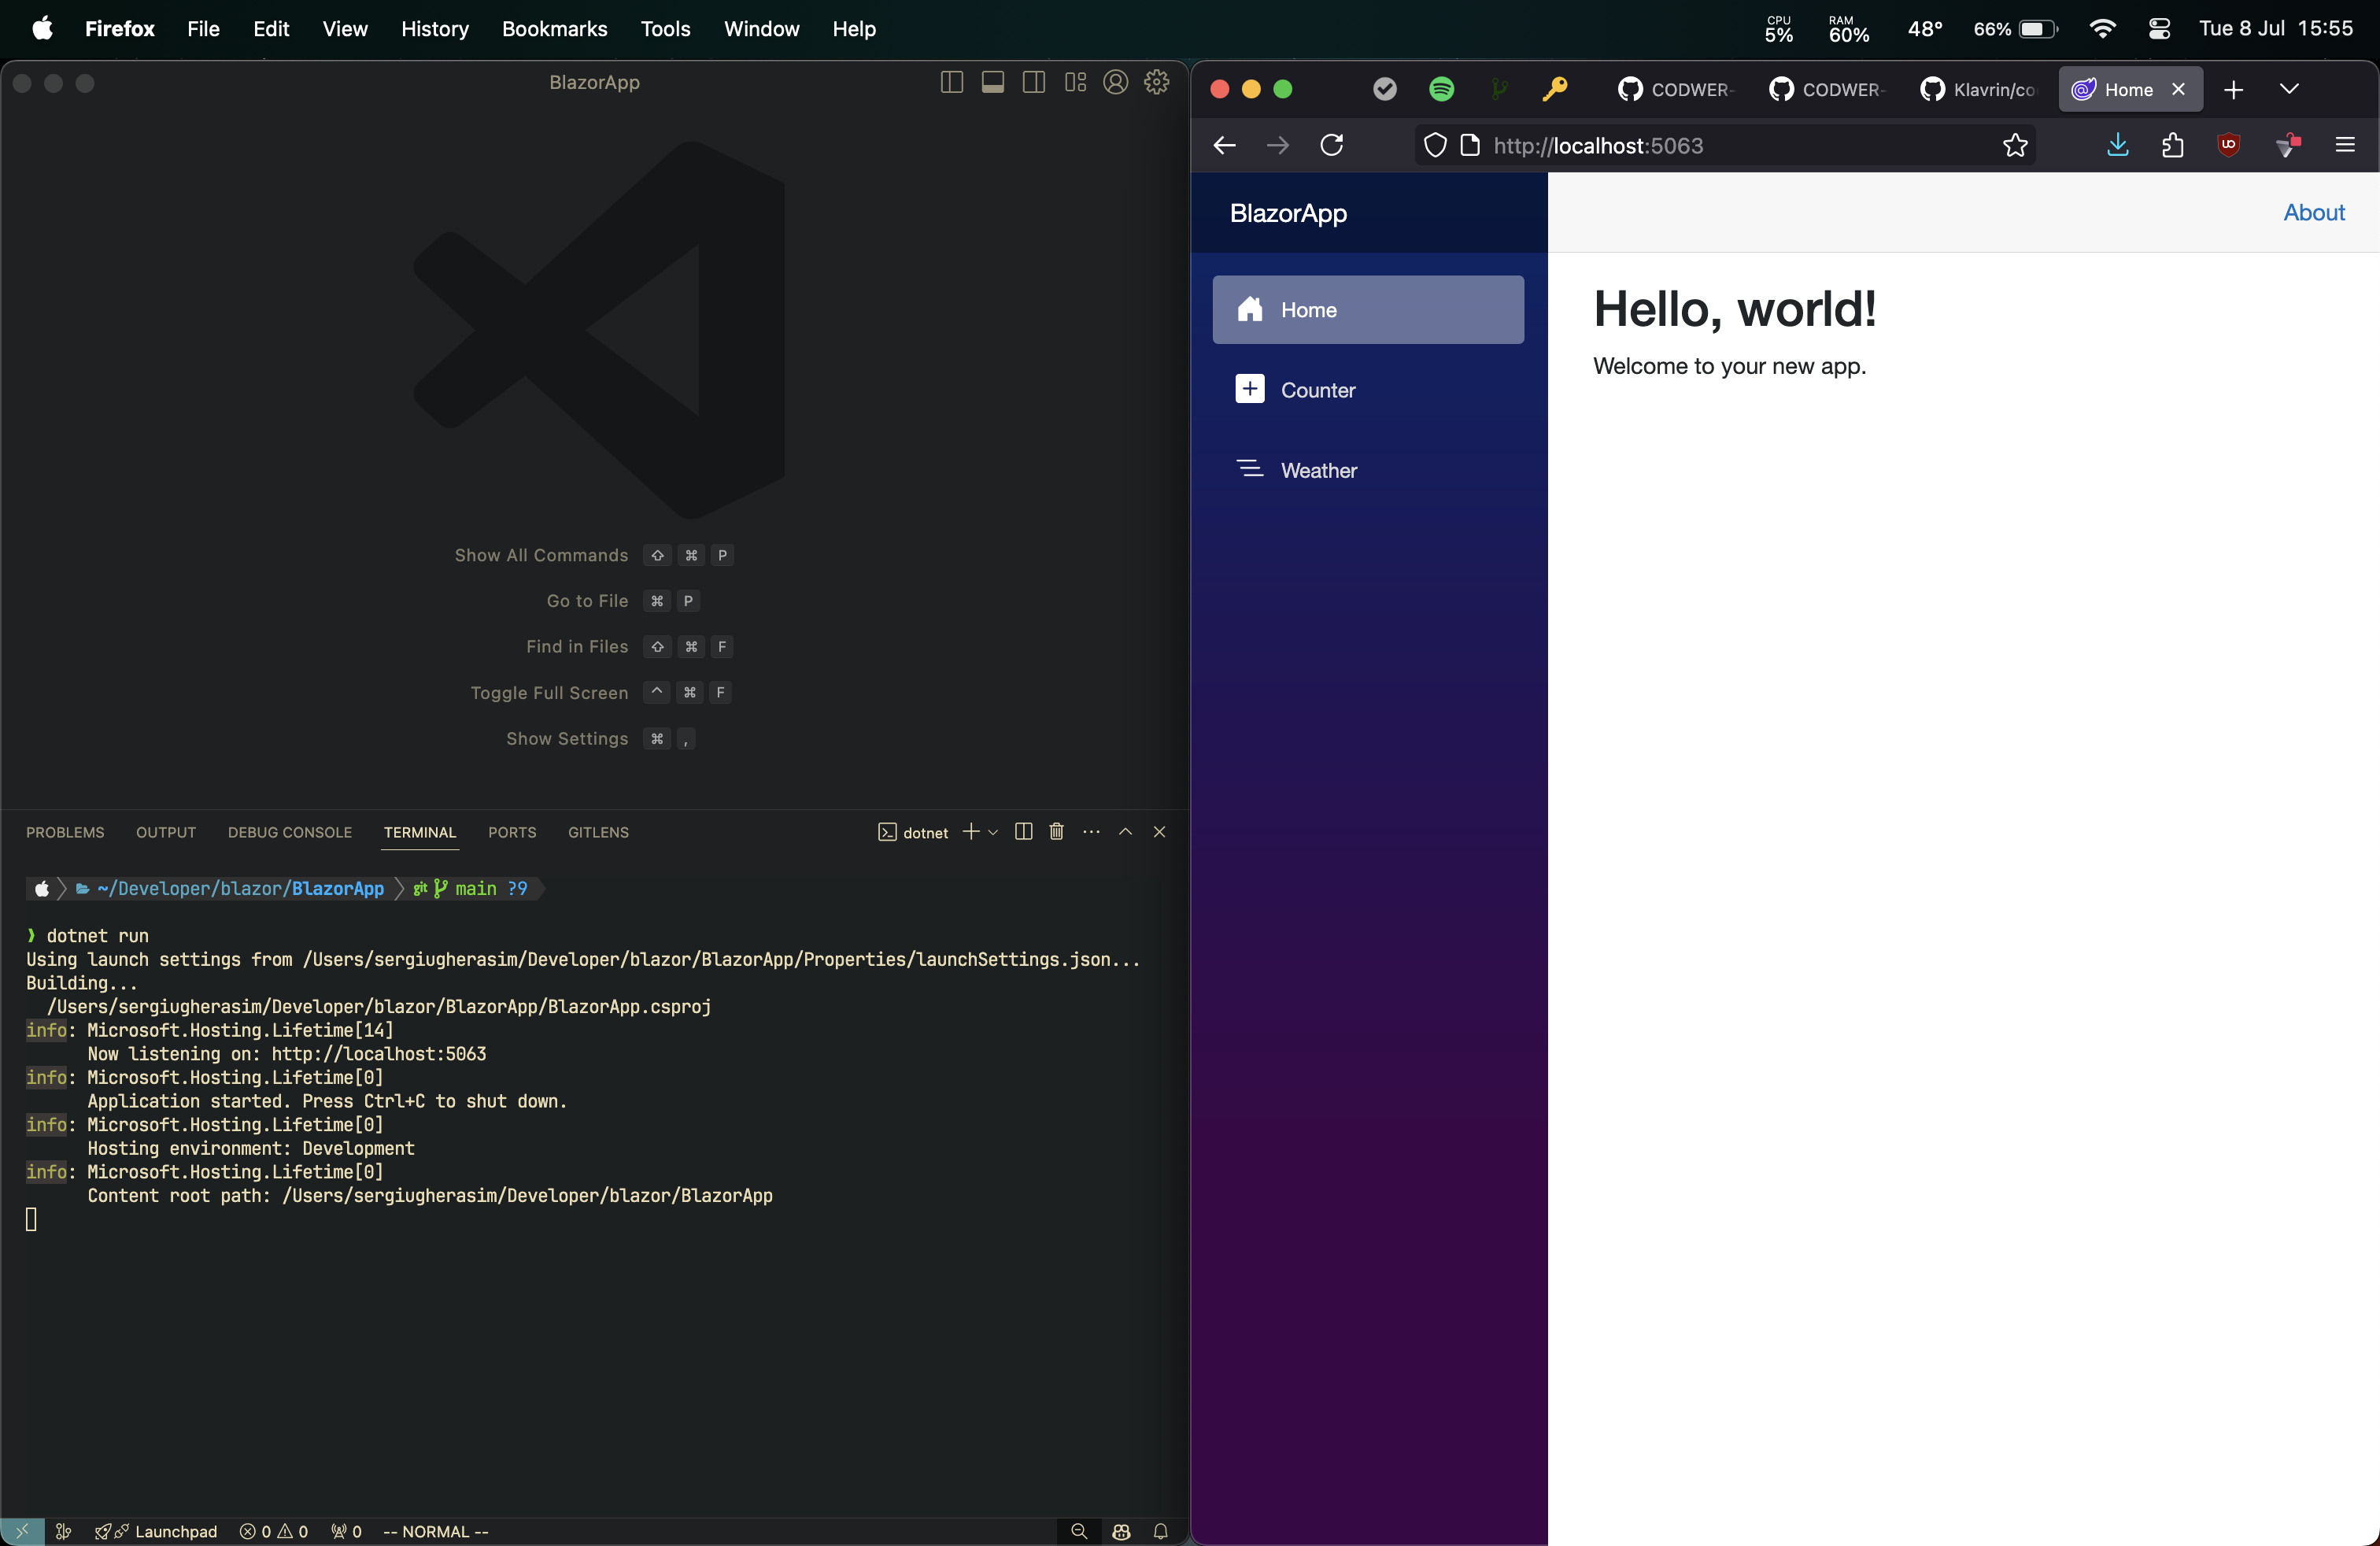 Firefox File Edit View History Bookmarks Tools Window Help
CPU 5% RAM 60% 48° 66% Tue 8 Jul 15:55
BlazorApp
Show All Commands ⇧ ⌘ P
Go to File ⌘ P
Find in Files ⇧ ⌘ F
Toggle Full Screen ^ ⌘ F
Show Settings ⌘ ,
PROBLEMS OUTPUT DEBUG CONSOLE TERMINAL PORTS GITLENS
dotnet
~/Developer/blazor/BlazorApp git main ?9
❯ dotnet run
Using launch settings from /Users/sergiugherasim/Developer/blazor/BlazorApp/Properties/launchSettings.json...
Building...
/Users/sergiugherasim/Developer/blazor/BlazorApp/BlazorApp.csproj
info: Microsoft.Hosting.Lifetime[14]
Now listening on: http://localhost:5063
info: Microsoft.Hosting.Lifetime[0]
Application started. Press Ctrl+C to shut down.
info: Microsoft.Hosting.Lifetime[0]
Hosting environment: Development
info: Microsoft.Hosting.Lifetime[0]
Content root path: /Users/sergiugherasim/Developer/blazor/BlazorApp
Launchpad 0 0 0 -- NORMAL --
CODWER- CODWER- Klavrin/co Home
http://localhost:5063
BlazorApp
Home
Counter
Weather
About
Hello, world!
Welcome to your new app.